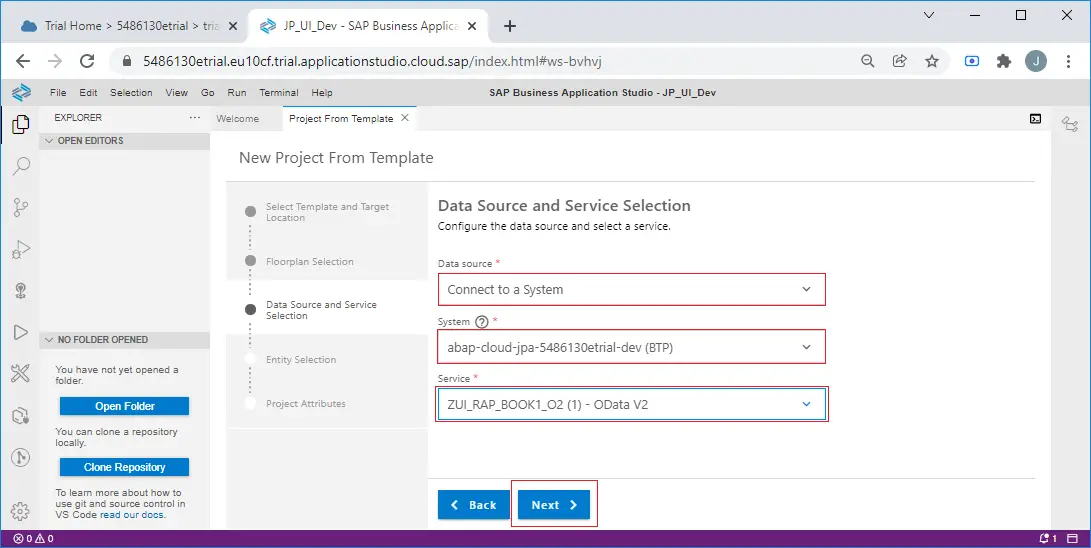 Trial Home > 5486130etrial > tria
JP_UI_Dev - SAP Business Applica
5486130etrial.eu10cf.trial.applicationstudio.cloud.sap/index.html#ws-bvhvj
J
File Edit Selection View Go Run Terminal Help
SAP Business Application Studio - JP_UI_Dev
EXPLORER
Welcome
Project From Template
OPEN EDITORS
New Project From Template
Select Template and Target
Location
Floorplan Selection
Data Source and Service
Selection
Entity Selection
Project Attributes
Data Source and Service Selection
Configure the data source and select a service.
Data source *
Connect to a System
System ? *
abap-cloud-jpa-5486130etrial-dev (BTP)
Service *
ZUI_RAP_BOOK1_O2 (1) - OData V2
Back
Next
NO FOLDER OPENED
You have not yet opened a
folder.
Open Folder
You can clone a repository
locally.
Clone Repository
To learn more about how to
use git and source control in
VS Code read our docs.
0 0
1